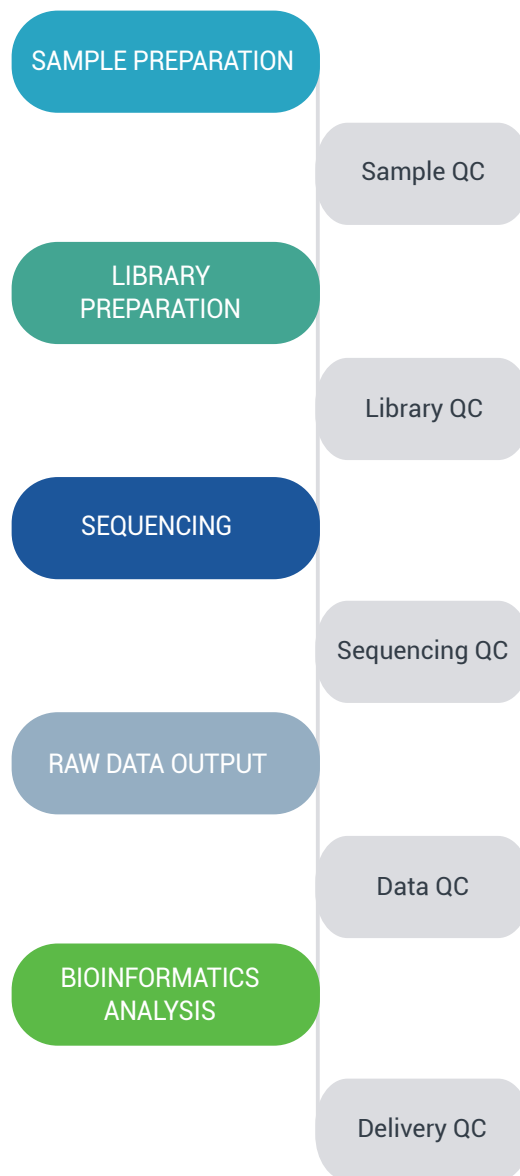 SAMPLE PREPARATION
Sample QC
LIBRARY
PREPARATION
Library QC
SEQUENCING
Sequencing QC
RAW DATA OUTPUT
Data QC
BIOINFORMATICS
ANALYSIS
Delivery QC